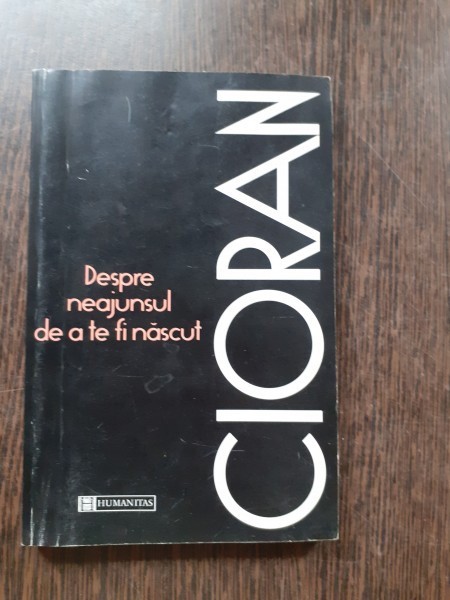 CIORAN
Despre
neajunsul
de a te fi născut
HUMANITAS